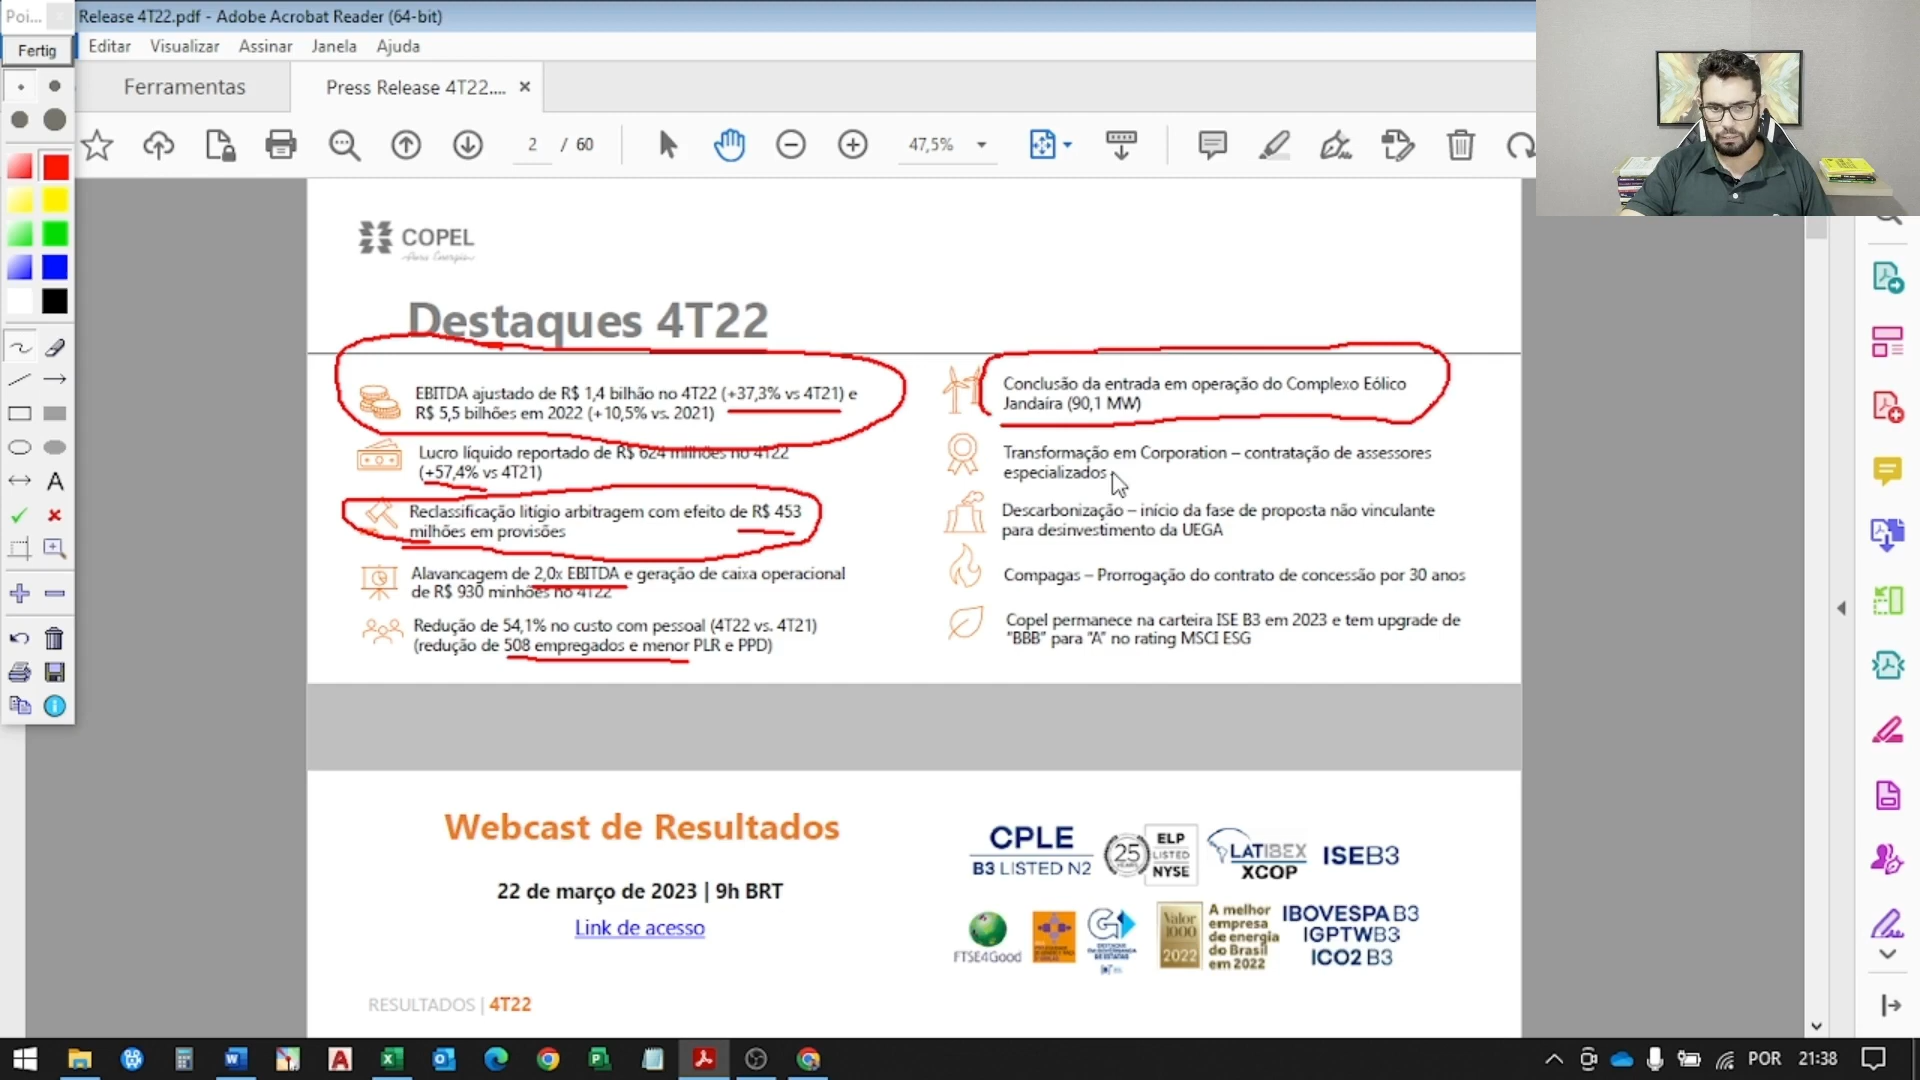 Poi...
Release 4T22.pdf - Adobe Acrobat Reader (64-bit)
Fertig
Editar Visualizar Assinar Janela Ajuda
Ferramentas
Press Release 4T22....
2 / 60
47,5%
COPEL
Pura Energia
Destaques 4T22
EBITDA ajustado de R$ 1,4 bilhão no 4T22 (+37,3% vs 4T21) e
R$ 5,5 bilhões em 2022 (+10,5% vs. 2021)
Lucro líquido reportado de R$ 624 milhões no 4T22
(+57,4% vs 4T21)
Reclassificação litígio arbitragem com efeito de R$ 453
milhões em provisões
Alavancagem de 2,0x EBITDA e geração de caixa operacional
de R$ 930 minhões no 4T22
Redução de 54,1% no custo com pessoal (4T22 vs. 4T21)
(redução de 508 empregados e menor PLR e PPD)
Conclusão da entrada em operação do Complexo Eólico
Jandaíra (90,1 MW)
Transformação em Corporation – contratação de assessores
especializados
Descarbonização – início da fase de proposta não vinculante
para desinvestimento da UEGA
Compagas – Prorrogação do contrato de concessão por 30 anos
Copel permanece na carteira ISE B3 em 2023 e tem upgrade de
"BBB" para "A" no rating MSCI ESG
Webcast de Resultados
22 de março de 2023 | 9h BRT
Link de acesso
CPLE
B3 LISTED N2
25
ELP
LISTED
NYSE
LATIBEX
XCOP
ISEB3
FTSE4Good
Valor
1000
2022
A melhor
empresa
de energia
do Brasil
em 2022
IBOVESPA B3
IGPTWB3
ICO2 B3
RESULTADOS | 4T22
A
POR 21:38